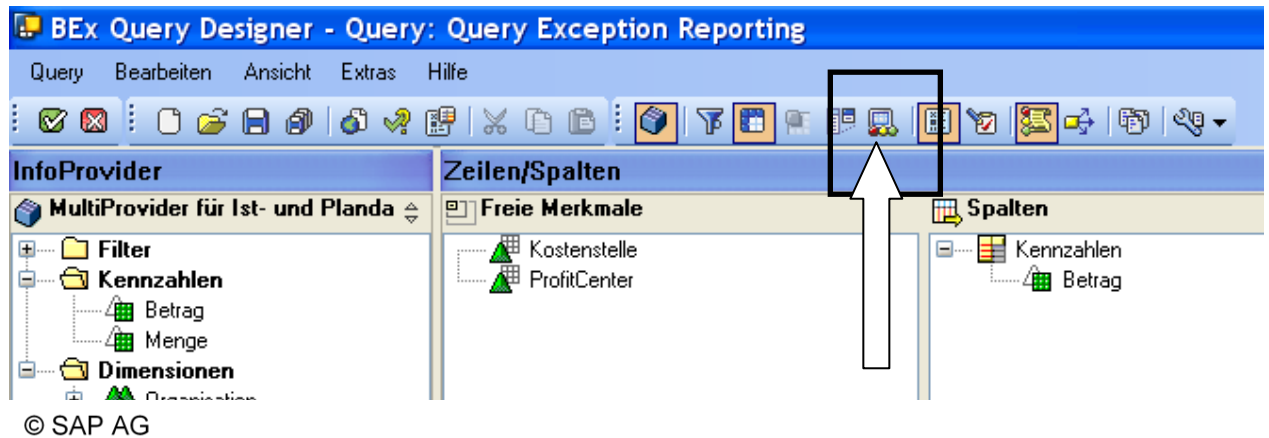 BEx Query Designer - Query: Query Exception Reporting
Query Bearbeiten Ansicht Extras Hilfe
InfoProvider
Zeilen/Spalten
MultiProvider für Ist- und Planda
Freie Merkmale
Spalten
Filter
Kennzahlen
Betrag
Menge
Dimensionen
Organisation
Kostenstelle
ProfitCenter
Kennzahlen
Betrag
© SAP AG